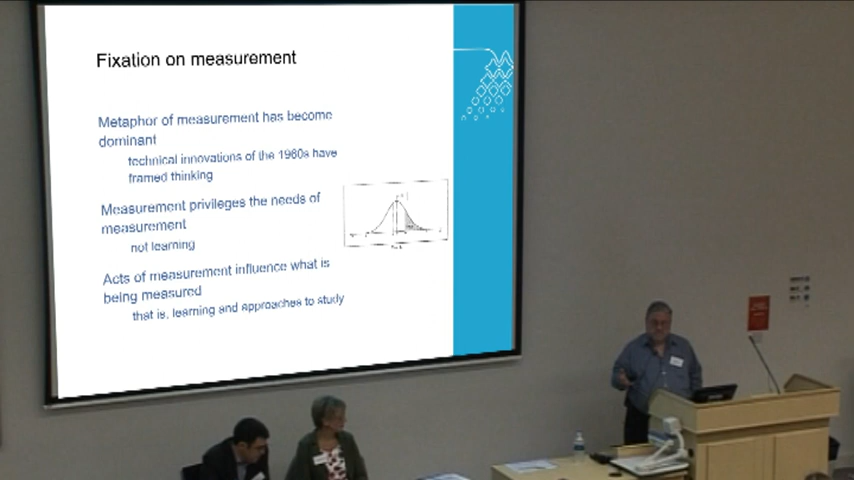 Fixation on measurement
Metaphor of measurement has become
dominant
technical innovations of the 1960s have
framed thinking
Measurement privileges the needs of
measurement
not learning
Acts of measurement influence what is
being measured
that is, learning and approaches to study